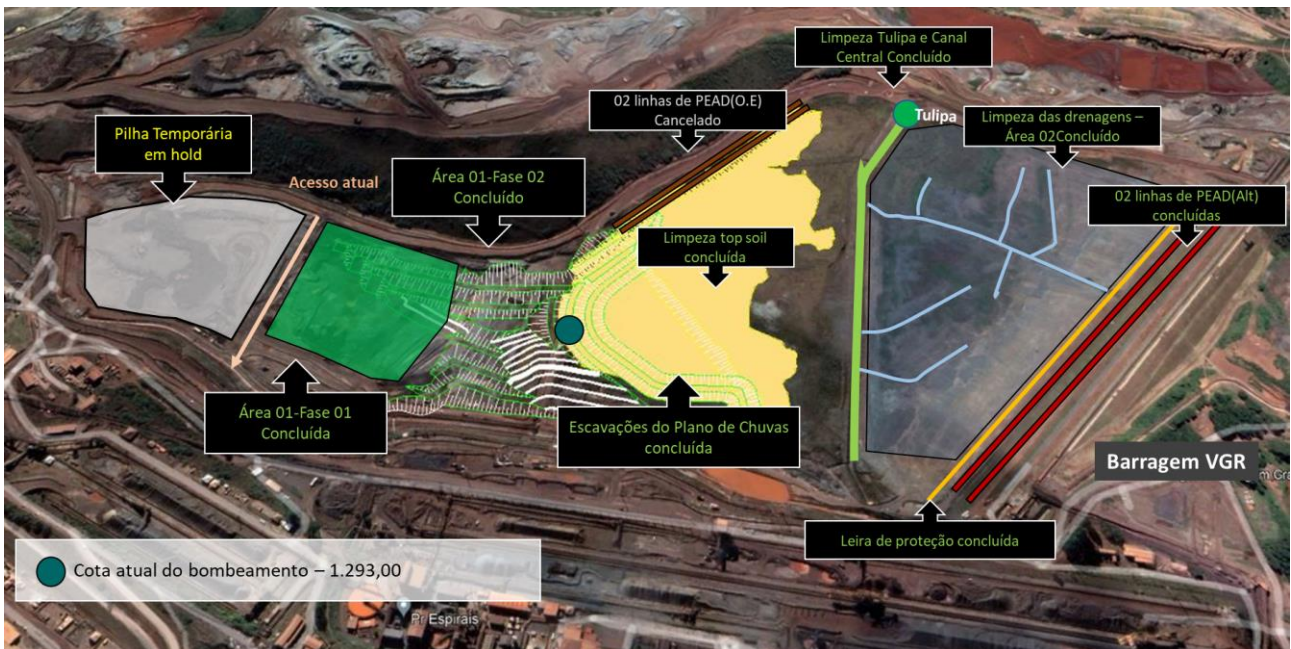 Limpeza Tulipa e Canal
Central Concluído
02 linhas de PEAD(O.E)
Cancelado
Tulipa
Limpeza das drenagens –
Área 02Concluído
Pilha Temporária
em hold
Acesso atual
Área 01-Fase 02
Concluído
02 linhas de PEAD(Alt)
concluídas
Limpeza top soil
concluída
Área 01-Fase 01
Concluída
Escavações do Plano de Chuvas
concluída
Barragem VGR
m Gra
Leira de proteção concluída
Cota atual do bombeamento – 1.293,00
Pr Espirais